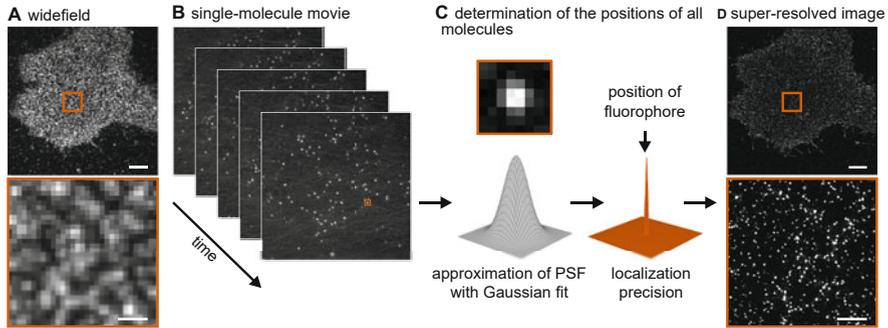 A widefield
B single-molecule movie
time
C determination of the positions of all
molecules
position of
fluorophore
approximation of PSF
with Gaussian fit
localization
precision
D super-resolved image